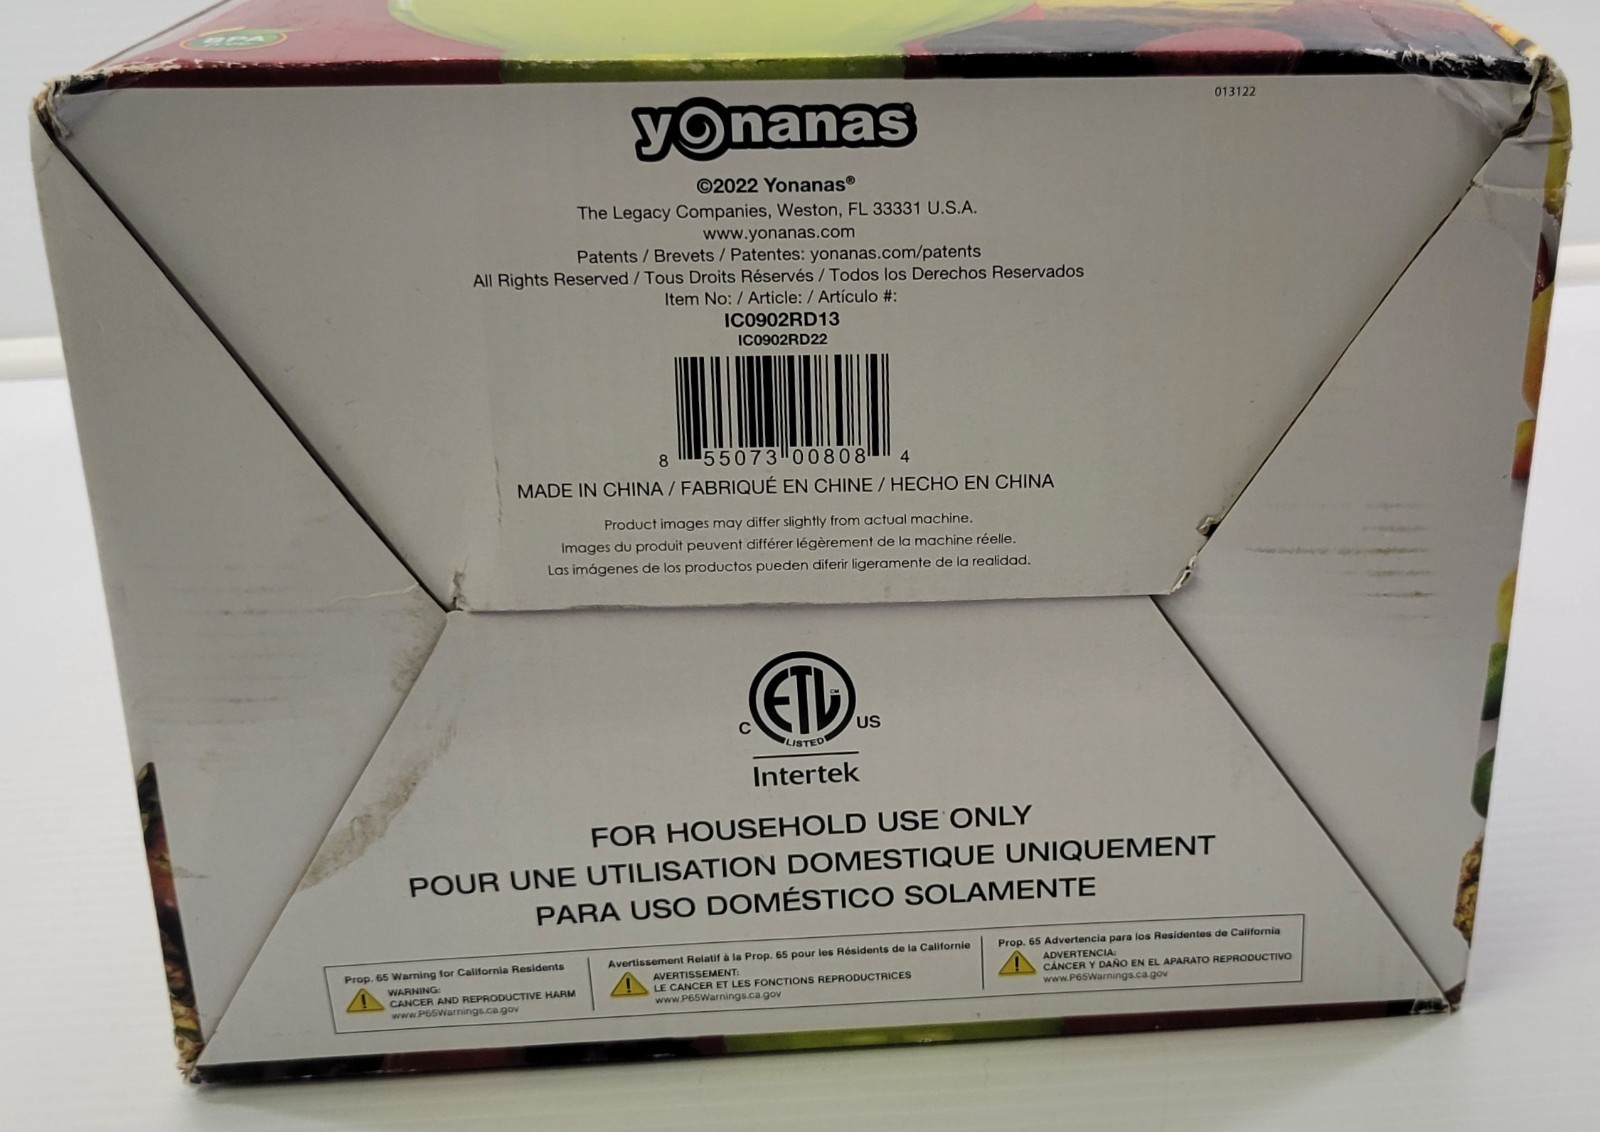 BPA
013122
yonanas®
©2022 Yonanas®
The Legacy Companies, Weston, FL 33331 U.S.A.
www.yonanas.com
Patents / Brevets / Patentes: yonanas.com/patents
All Rights Reserved / Tous Droits Réservés / Todos los Derechos Reservados
Item No: / Article: / Artículo #:
IC0902RD13
IC0902RD22
8 55073 00808 4
MADE IN CHINA / FABRIQUÉ EN CHINE / HECHO EN CHINA
Product images may differ slightly from actual machine.
Images du produit peuvent différer légèrement de la machine réelle.
Las imágenes de los productos pueden diferir ligeramente de la realidad.
ETL CM
C LISTED US
Intertek
FOR HOUSEHOLD USE ONLY
POUR UNE UTILISATION DOMESTIQUE UNIQUEMENT
PARA USO DOMÉSTICO SOLAMENTE
Prop. 65 Warning for California Residents
WARNING:
CANCER AND REPRODUCTIVE HARM
www.P65Warnings.ca.gov
Avertissement Relatif à la Prop. 65 pour les Résidents de la Californie
AVERTISSEMENT:
LE CANCER ET LES FONCTIONS REPRODUCTRICES
www.P65Warnings.ca.gov
Prop. 65 Advertencia para los Residentes de California
ADVERTENCIA:
CÁNCER Y DAÑO EN EL APARATO REPRODUCTIVO
www.P65Warnings.ca.gov